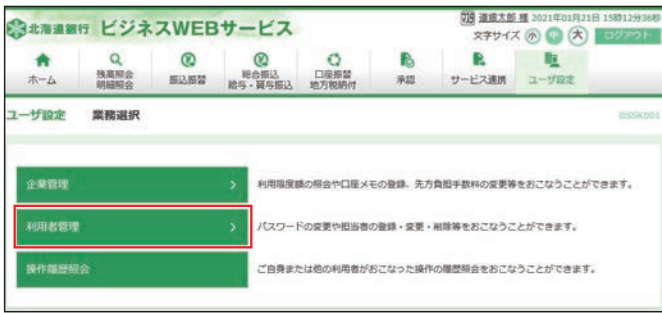 北海道銀行 ビジネスWEBサービス
道銀太郎 様 2021年01月21日 15時12分36秒
文字サイズ 小 中 大 ログアウト
ホーム
残高照会
明細照会
振込振替
総合振込
給与・賞与振込
口座振替
地方税納付
承認
サービス連携
ユーザ設定
ユーザ設定 業務選択
BSSK001
企業管理
利用限度額の照会や口座メモの登録、先方負担手数料の変更等をおこなうことができます。
利用者管理
パスワードの変更や担当者の登録・変更・削除等をおこなうことができます。
操作履歴照会
ご自身または他の利用者がおこなった操作の履歴照会をおこなうことができます。